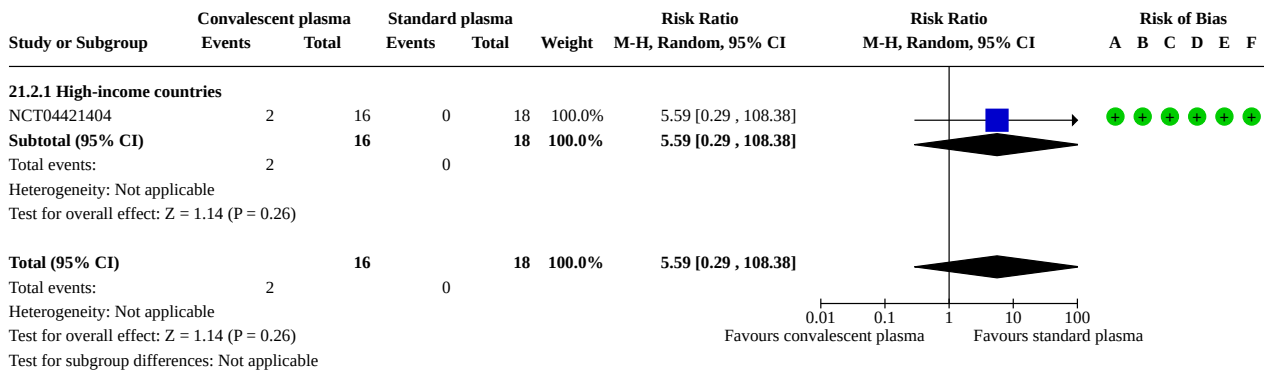 Convalescent plasma Standard plasma Risk Ratio Risk Ratio Risk of Bias
Study or Subgroup Events Total Events Total Weight M-H, Random, 95% CI M-H, Random, 95% CI A B C D E F
21.2.1 High-income countries
NCT04421404 2 16 0 18 100.0% 5.59 [0.29 , 108.38] + + + + + +
Subtotal (95% CI) 16 18 100.0% 5.59 [0.29 , 108.38]
Total events: 2 0
Heterogeneity: Not applicable
Test for overall effect: Z = 1.14 (P = 0.26)
Total (95% CI) 16 18 100.0% 5.59 [0.29 , 108.38]
Total events: 2 0
Heterogeneity: Not applicable
0.01 0.1 1 10 100
Test for overall effect: Z = 1.14 (P = 0.26) Favours convalescent plasma Favours standard plasma
Test for subgroup differences: Not applicable